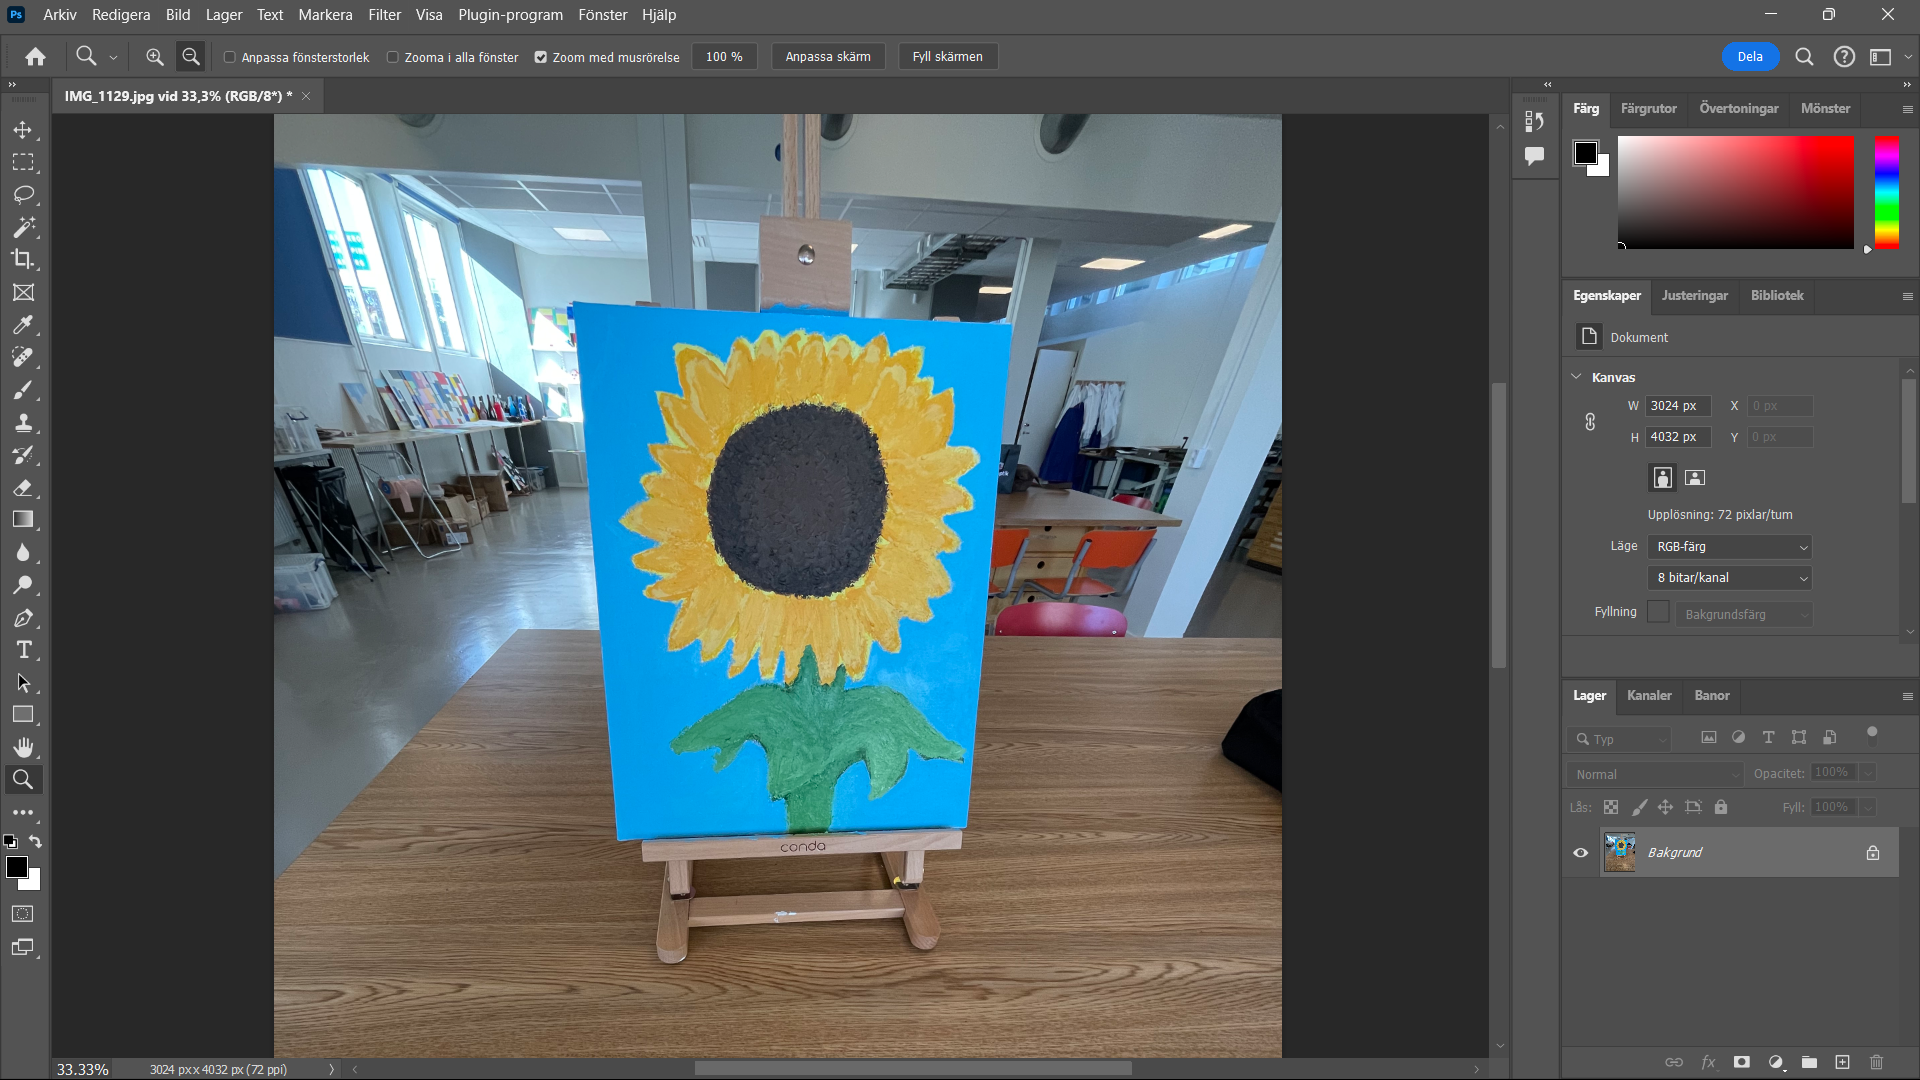 Ps Arkiv Redigera Bild Lager Text Markera Filter Visa Plugin-program Fönster Hjälp
Anpassa fönsterstorlek Zooma i alla fönster Zoom med musrörelse 100 % Anpassa skärm Fyll skärmen Dela
IMG_1129.jpg vid 33,3% (RGB/8*) *
Färg Färgrutor Övertoningar Mönster
Egenskaper Justeringar Bibliotek
Dokument
Kanvas
W 3024 px X 0 px
H 4032 px Y 0 px
Upplösning: 72 pixlar/tum
Läge RGB-färg
8 bitar/kanal
Fyllning Bakgrundsfärg
Lager Kanaler Banor
Typ
Normal Opacitet: 100%
Lås: Fyll: 100%
Bakgrund
conda
fx
33.33% 3024 px x 4032 px (72 ppi)